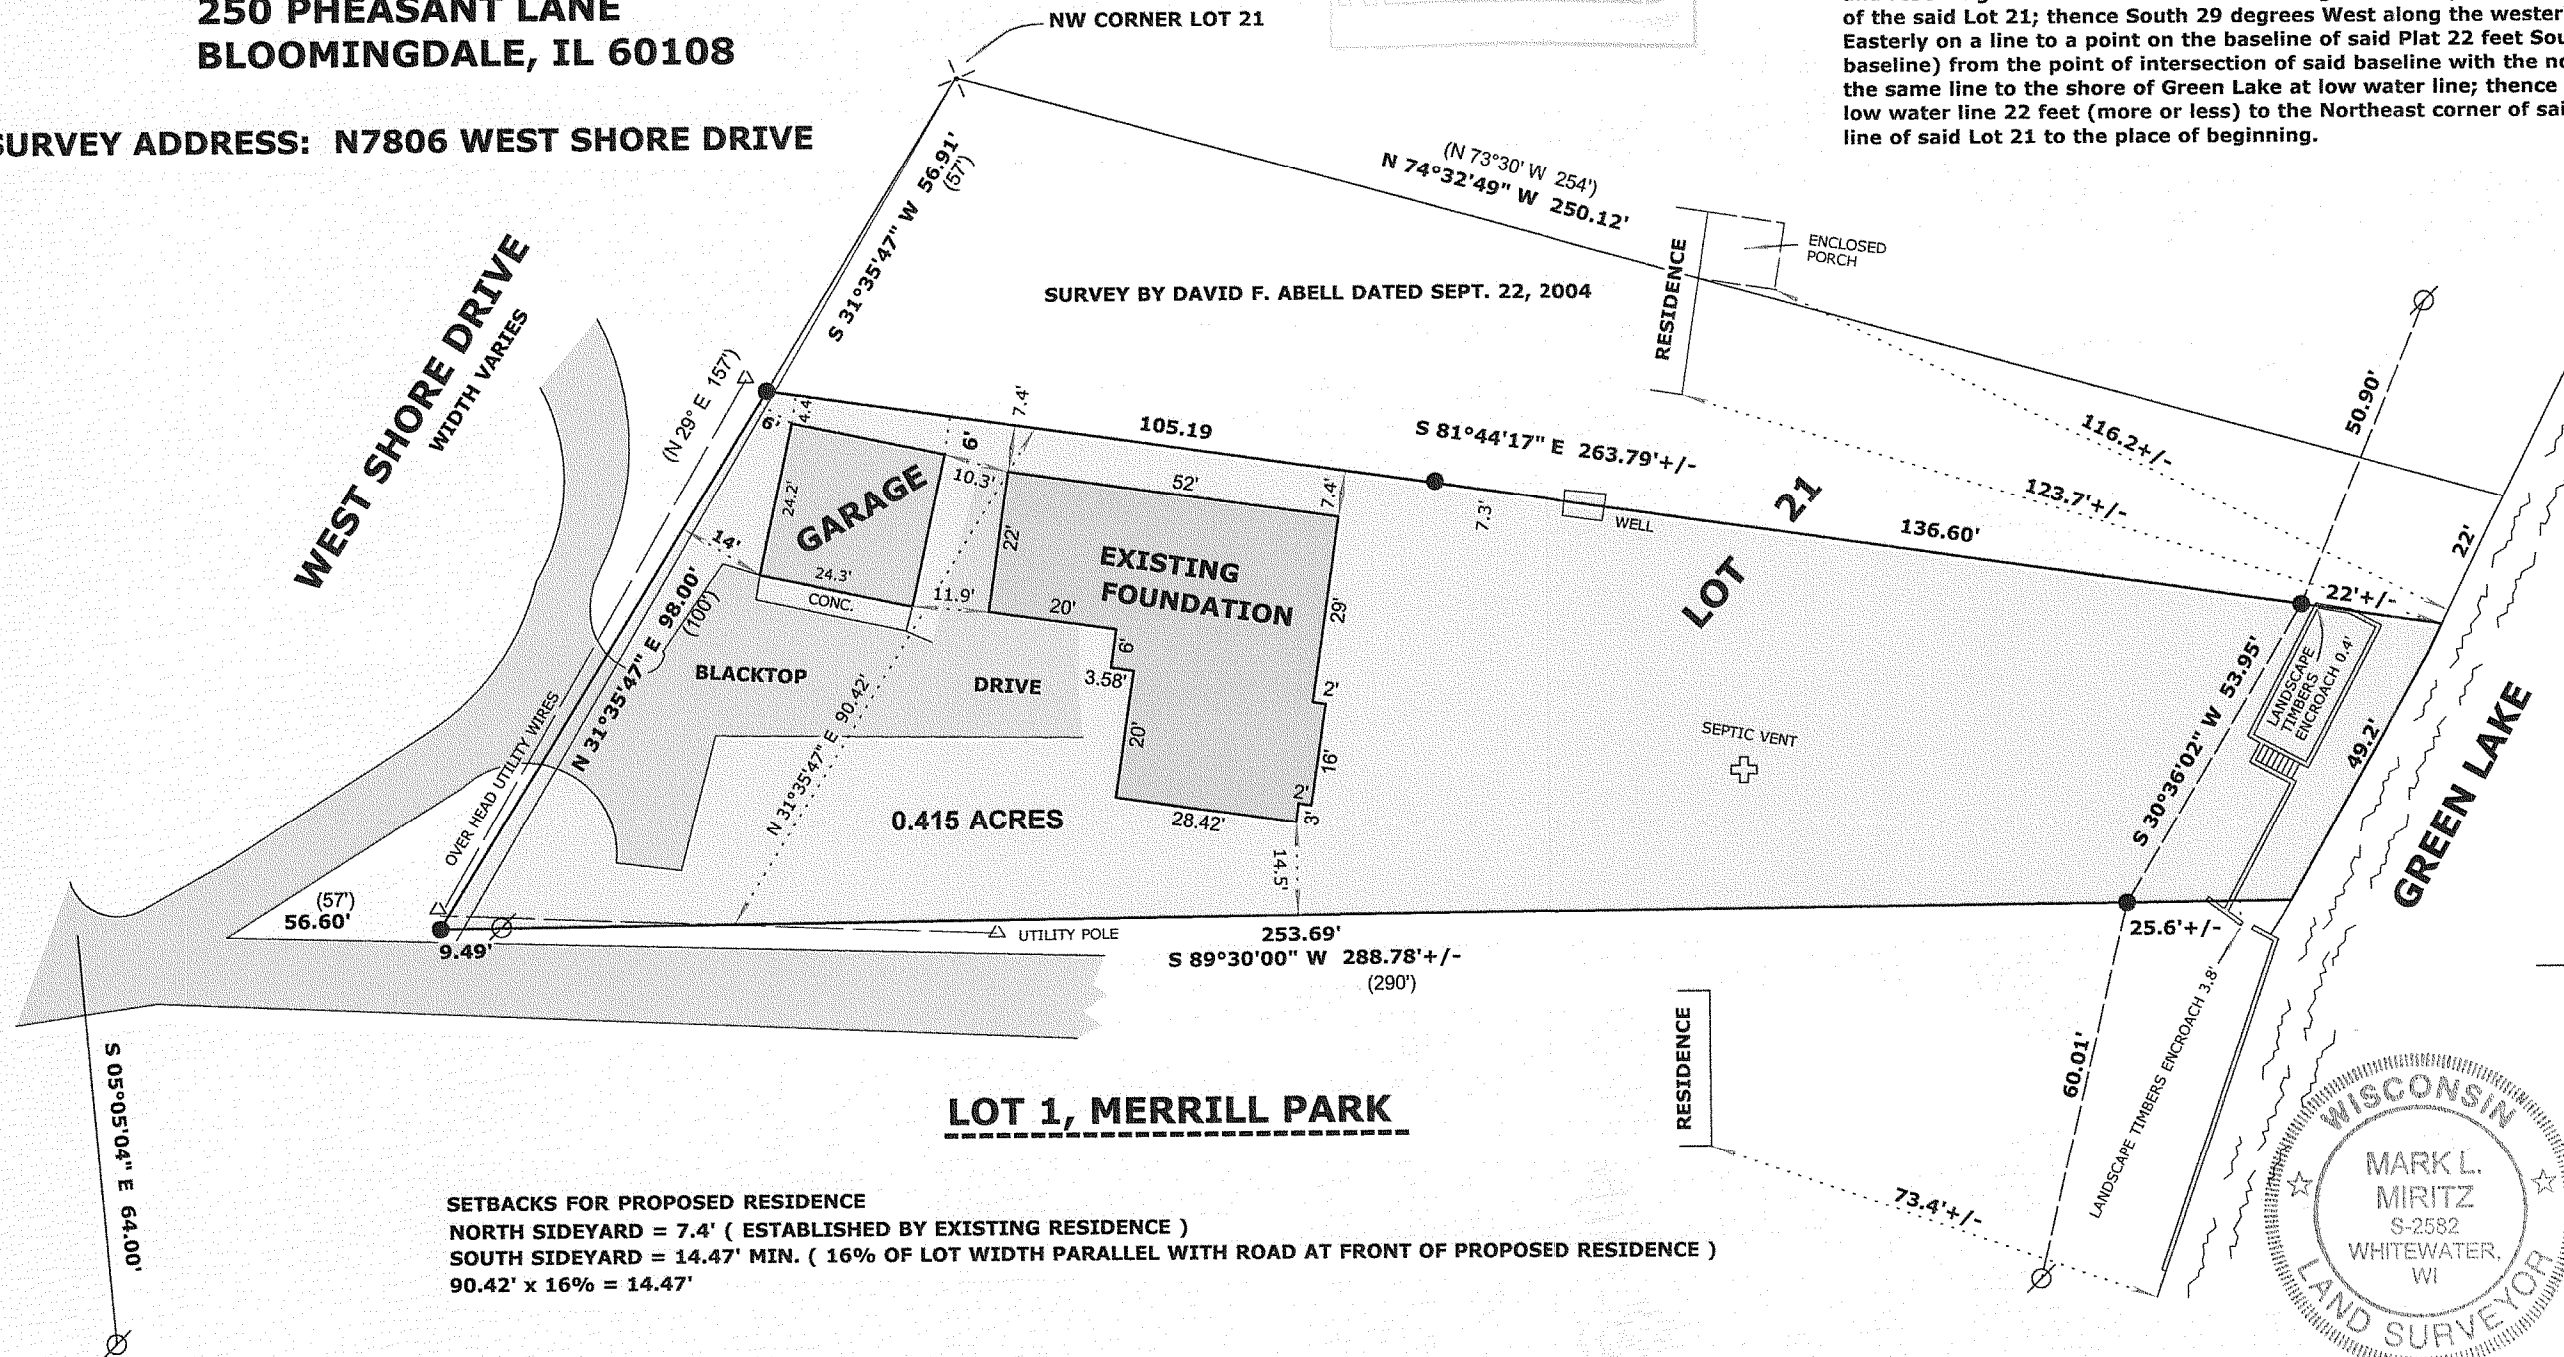 250 PHEASANT LANE
BLOOMINGDALE, IL 60108
SURVEY ADDRESS: N7806 WEST SHORE DRIVE
NW CORNER LOT 21
of the said Lot 21; thence South 29 degrees West along the wester
Easterly on a line to a point on the baseline of said Plat 22 feet Sou
baseline) from the point of intersection of said baseline with the no
the same line to the shore of Green Lake at low water line; thence
low water line 22 feet (more or less) to the Northeast corner of sai
line of said Lot 21 to the place of beginning.
S 31°35'47" W 56.91'
(57')
(N 73°30' W 254')
N 74°32'49" W 250.12'
RESIDENCE
ENCLOSED
PORCH
SURVEY BY DAVID F. ABELL DATED SEPT. 22, 2004
WEST SHORE DRIVE
WIDTH VARIES
(N 29° E 157')
6'
4.4'
6'
7.4'
105.19
S 81°44'17" E 263.79'+/-
116.2+/-
123.7'+/-
50.90'
22'
LOT 21
136.60'
22'+/-
GARAGE
24.2'
24.3'
CONC.
14'
10.3'
11.9'
52'
22'
7.4'
7.3'
WELL
EXISTING
FOUNDATION
20'
6'
3.58'
20'
29'
2'
16'
2'
3'
28.42'
14.5'
N 31°35'47" E 98.00'
(100')
BLACKTOP
DRIVE
N 31°35'47" E 90.42'
0.415 ACRES
OVER HEAD UTILITY WIRES
SEPTIC VENT
S 30°36'02" W 53.95'
LANDSCAPE
TIMBERS
ENCROACH 0.4'
49.2'
GREEN LAKE
(57')
56.60'
9.49'
UTILITY POLE
253.69'
S 89°30'00" W 288.78'+/-
(290')
25.6'+/-
LANDSCAPE TIMBERS ENCROACH 3.8'
60.01'
RESIDENCE
73.4'+/-
S 05°05'04" E 64.00'
LOT 1, MERRILL PARK
SETBACKS FOR PROPOSED RESIDENCE
NORTH SIDEYARD = 7.4' ( ESTABLISHED BY EXISTING RESIDENCE )
SOUTH SIDEYARD = 14.47' MIN. ( 16% OF LOT WIDTH PARALLEL WITH ROAD AT FRONT OF PROPOSED RESIDENCE )
90.42' x 16% = 14.47'
WISCONSIN
MARK L.
MIRITZ
S-2582
WHITEWATER,
WI
LAND SURVEYOR